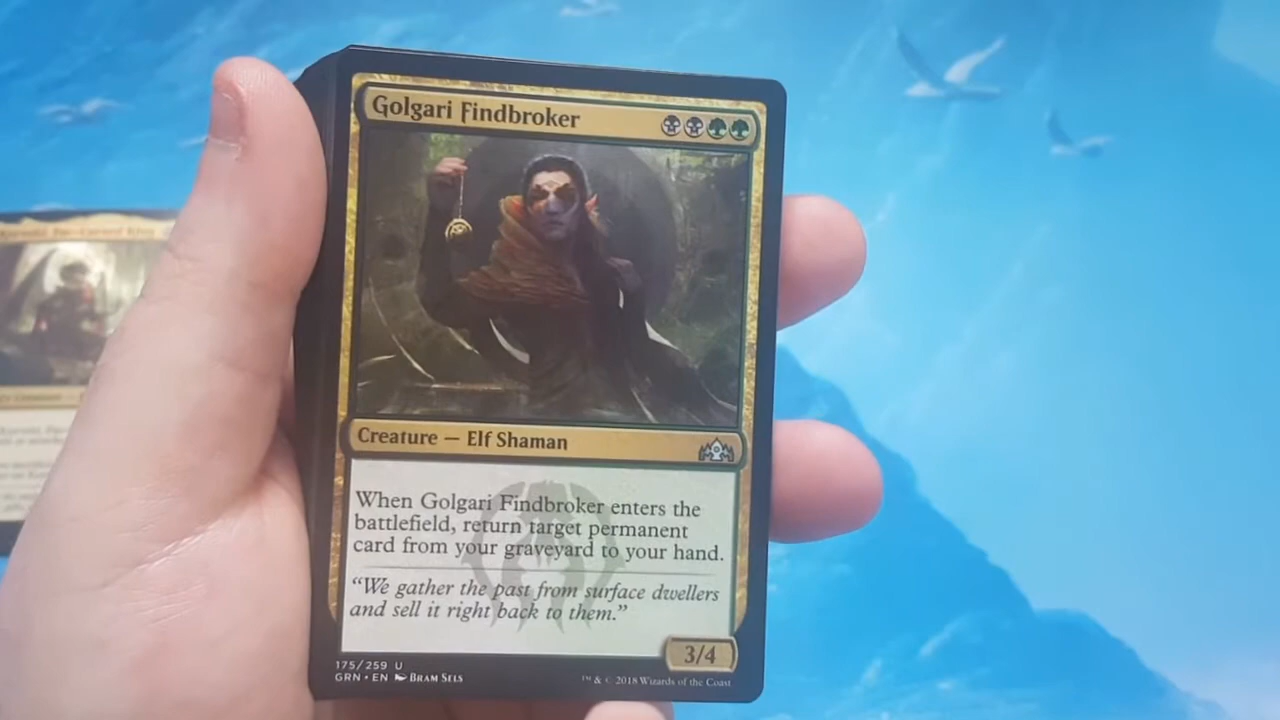 Golgari Findbroker
Creature — Elf Shaman
When Golgari Findbroker enters the
battlefield, return target permanent
card from your graveyard to your hand.
“We gather the past from surface dwellers
and sell it right back to them.”
3/4
175/259 U
GRN • EN Bram Sels
™ & © 2018 Wizards of the Coast